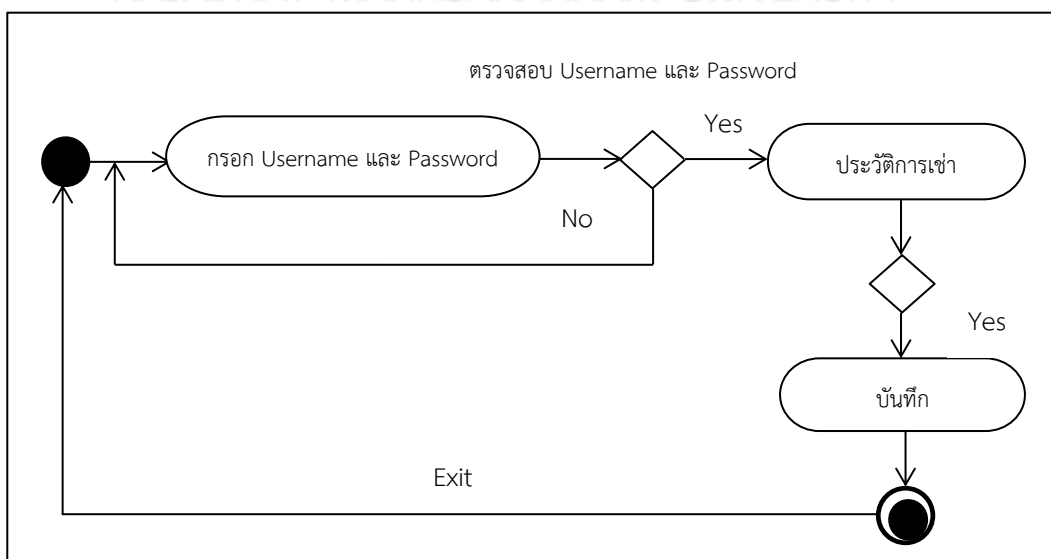 ตรวจสอบ Username และ Password
Yes
กรอก Username และ Password
ประวัติการเช่า
No
Yes
บันทึก
Exit